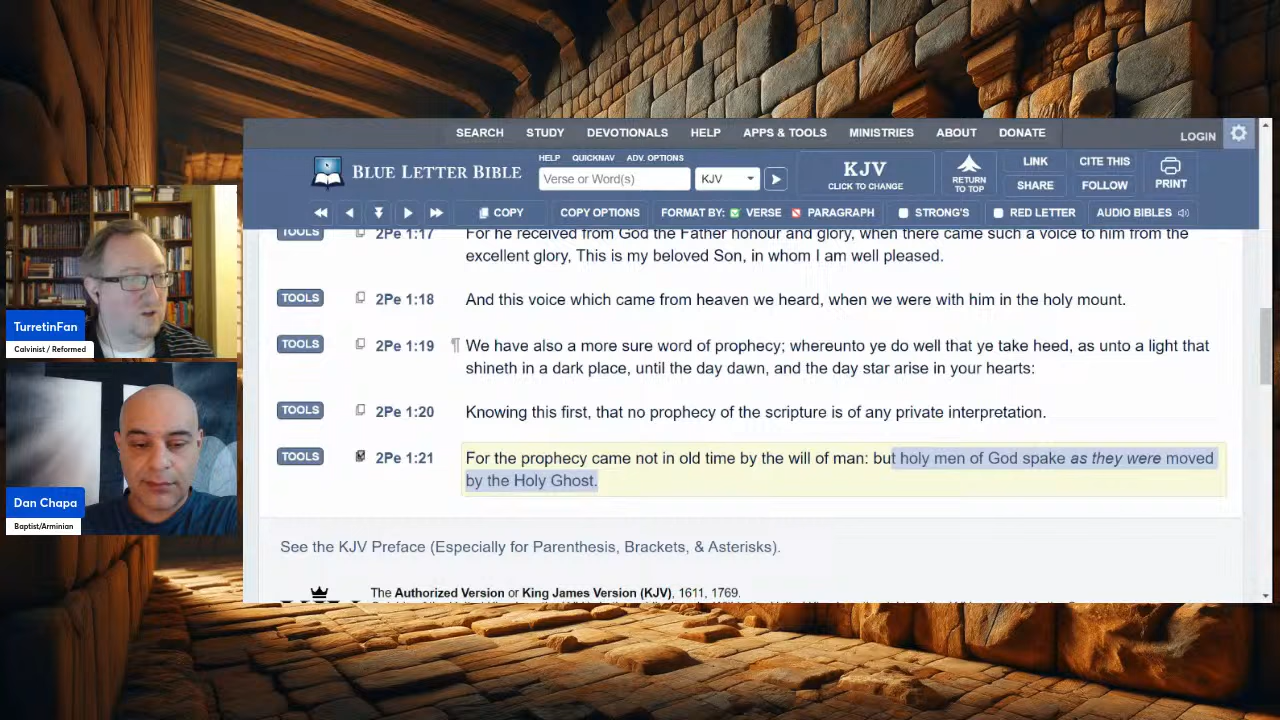 SEARCH STUDY DEVOTIONALS HELP APPS & TOOLS MINISTRIES ABOUT DONATE LOGIN
BLUE LETTER BIBLE
HELP QUICKNAV ADV. OPTIONS
Verse or Word(s) KJV
KJV
CLICK TO CHANGE
RETURN
TO TOP
LINK CITE THIS
SHARE FOLLOW
PRINT
COPY COPY OPTIONS FORMAT BY: VERSE PARAGRAPH STRONG'S RED LETTER AUDIO BIBLES
TOOLS 2Pe 1:17 For he received from God the Father honour and glory, when there came such a voice to him from the
excellent glory, This is my beloved Son, in whom I am well pleased.
TOOLS 2Pe 1:18 And this voice which came from heaven we heard, when we were with him in the holy mount.
TOOLS 2Pe 1:19 ¶ We have also a more sure word of prophecy; whereunto ye do well that ye take heed, as unto a light that
shineth in a dark place, until the day dawn, and the day star arise in your hearts:
TOOLS 2Pe 1:20 Knowing this first, that no prophecy of the scripture is of any private interpretation.
TOOLS 2Pe 1:21 For the prophecy came not in old time by the will of man: but holy men of God spake as they were moved
by the Holy Ghost.
See the KJV Preface (Especially for Parenthesis, Brackets, & Asterisks).
The Authorized Version or King James Version (KJV), 1611, 1769.
TurretinFan
Calvinist / Reformed
Dan Chapa
Baptist/Arminian